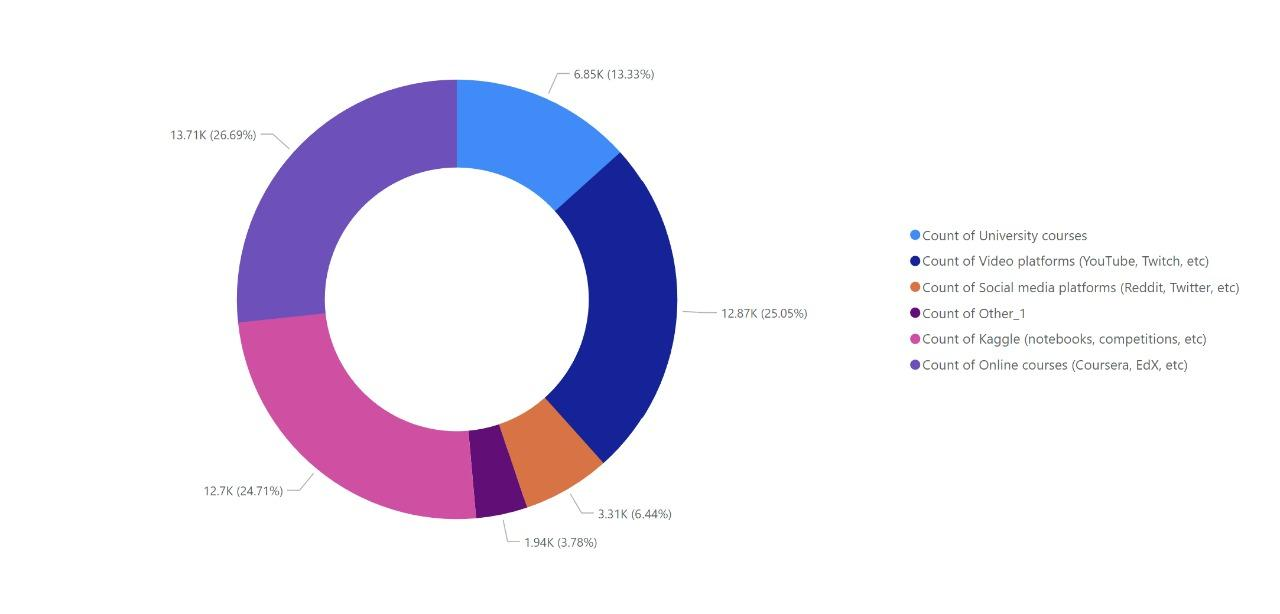 6.85K (13.33%)
13.71K (26.69%)
12.87K (25.05%)
12.7K (24.71%)
3.31K (6.44%)
1.94K (3.78%)
Count of University courses
Count of Video platforms (YouTube, Twitch, etc)
Count of Social media platforms (Reddit, Twitter, etc)
Count of Other_1
Count of Kaggle (notebooks, competitions, etc)
Count of Online courses (Coursera, EdX, etc)